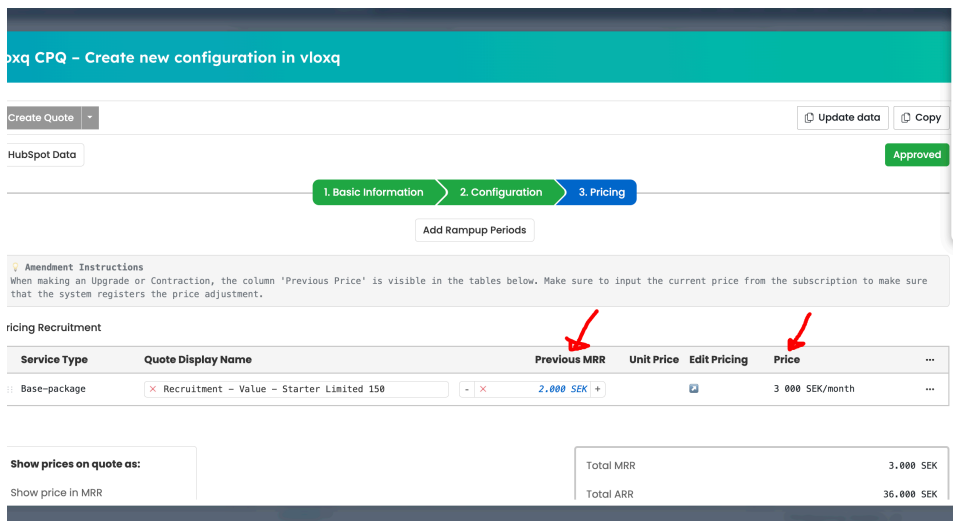 oxq CPQ – Create new configuration in vloxq
Create Quote
Update data
Copy
HubSpot Data
Approved
1. Basic Information
2. Configuration
3. Pricing
Add Rampup Periods
Amendment Instructions
When making an Upgrade or Contraction, the column 'Previous Price' is visible in the tables below. Make sure to input the current price from the subscription to make sure
that the system registers the price adjustment.
ricing Recruitment
Service Type Quote Display Name Previous MRR Unit Price Edit Pricing Price ...
Base-package × Recruitment – Value – Starter Limited 150 - × 2.000 SEK + 3 000 SEK/month ...
Show prices on quote as:
Show price in MRR
Total MRR 3.000 SEK
Total ARR 36.000 SEK